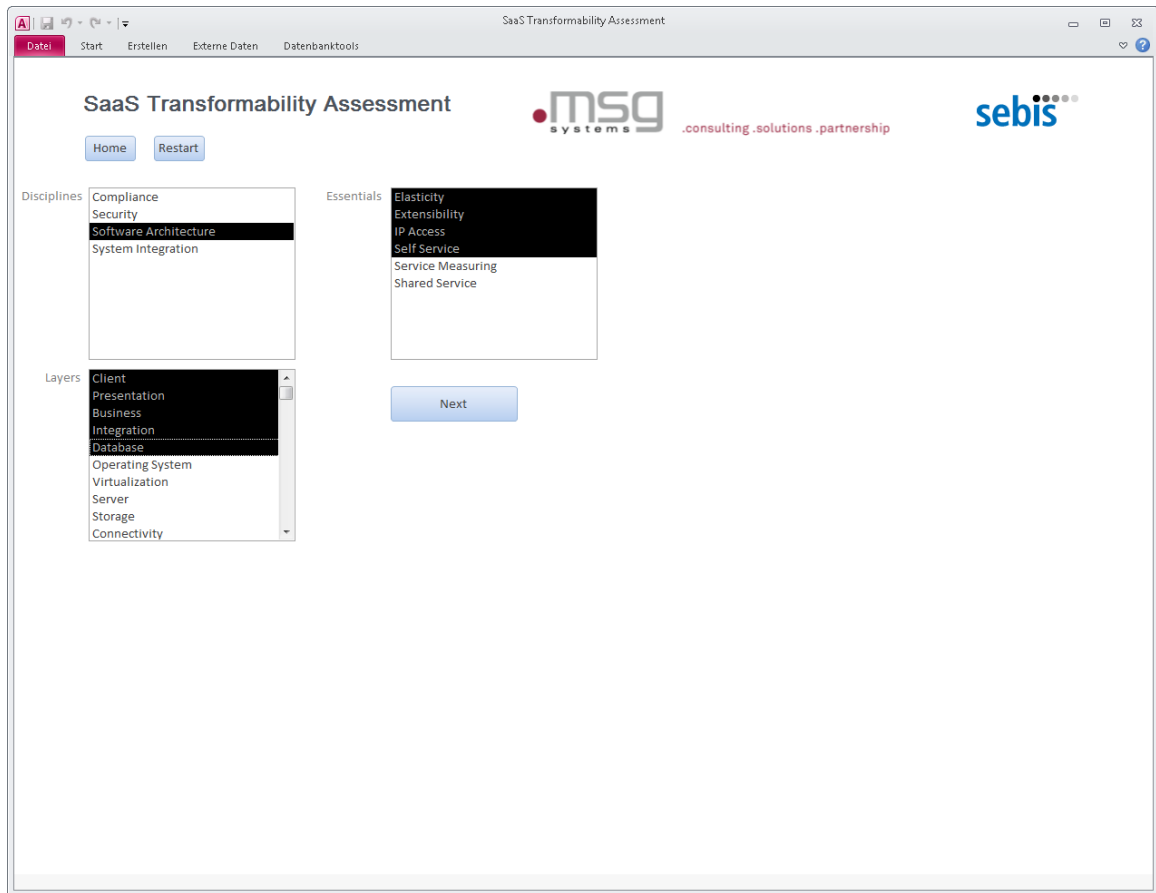 A
SaaS Transformability Assessment
Datei Start Erstellen Externe Daten Datenbanktools
SaaS Transformability Assessment
.msg
systems
.consulting .solutions .partnership
sebis
Home Restart
Disciplines
Compliance
Security
Software Architecture
System Integration
Essentials
Elasticity
Extensibility
IP Access
Self Service
Service Measuring
Shared Service
Layers
Client
Presentation
Business
Integration
Database
Operating System
Virtualization
Server
Storage
Connectivity
Next